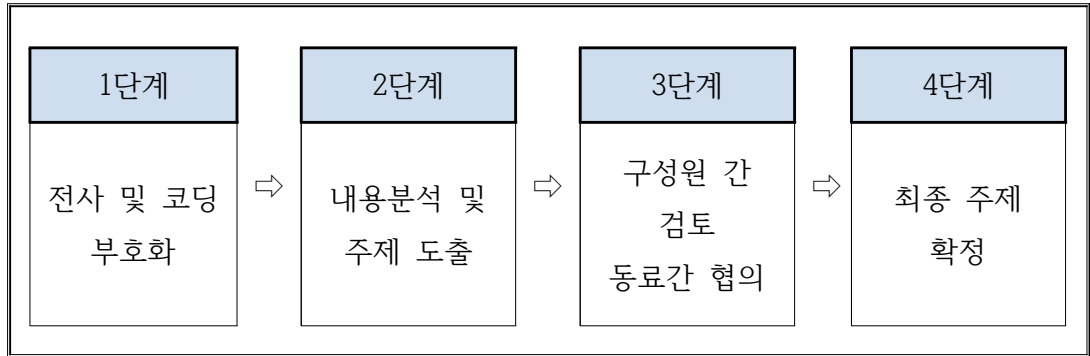 1단계
전사 및 코딩
부호화
⇨
2단계
내용분석 및
주제 도출
⇨
3단계
구성원 간
검토
동료간 협의
⇨
4단계
최종 주제
확정